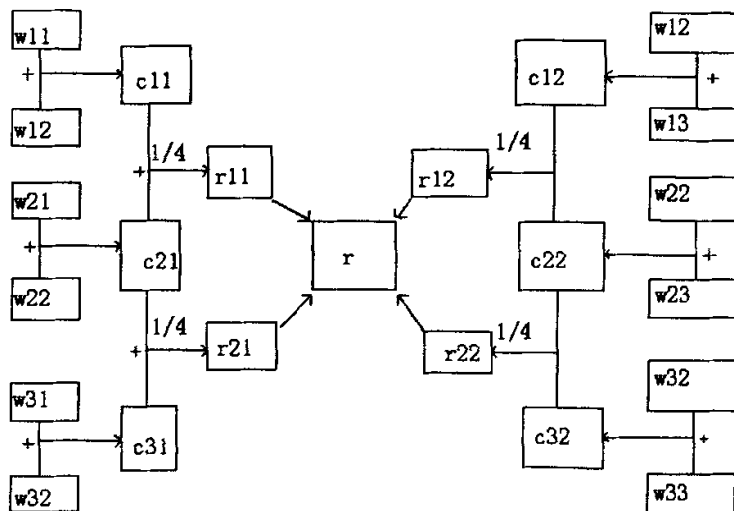 w11
w12
+
c11
c12
+
w12
w13
1/4
1/4
+
r11
r12
w21
w22
+
c21
r
c22
w22
+
w23
1/4
1/4
+
r21
r22
w31
w32
+
c31
c32
+
w32
w33